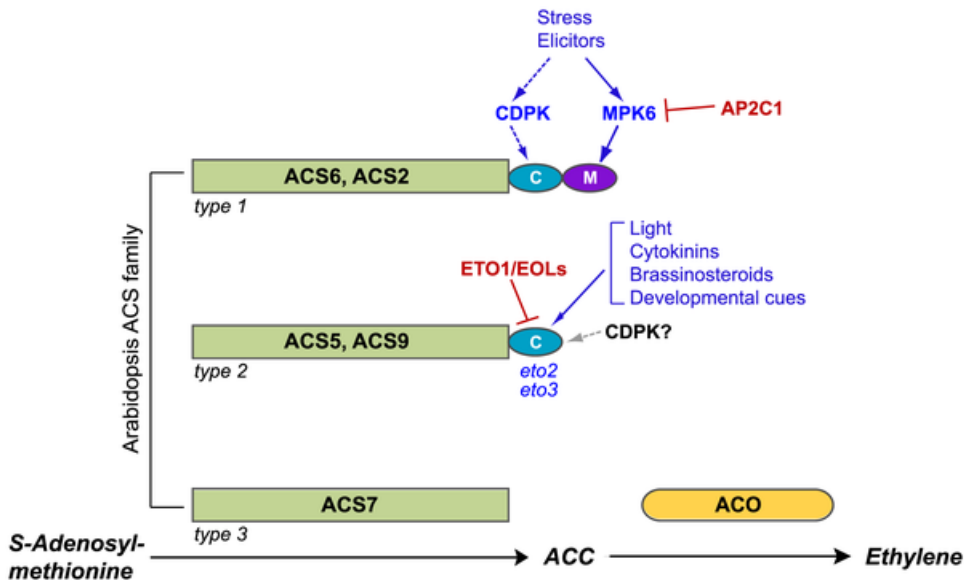 Stress
Elicitors
CDPK
MPK6
AP2C1
ACS6, ACS2
C
M
type 1
Light
Cytokinins
Brassinosteroids
Developmental cues
ETO1/EOLs
ACS5, ACS9
C
CDPK?
type 2
eto2
eto3
Arabidopsis ACS family
ACS7
ACO
type 3
S-Adenosyl-
methionine
ACC
Ethylene